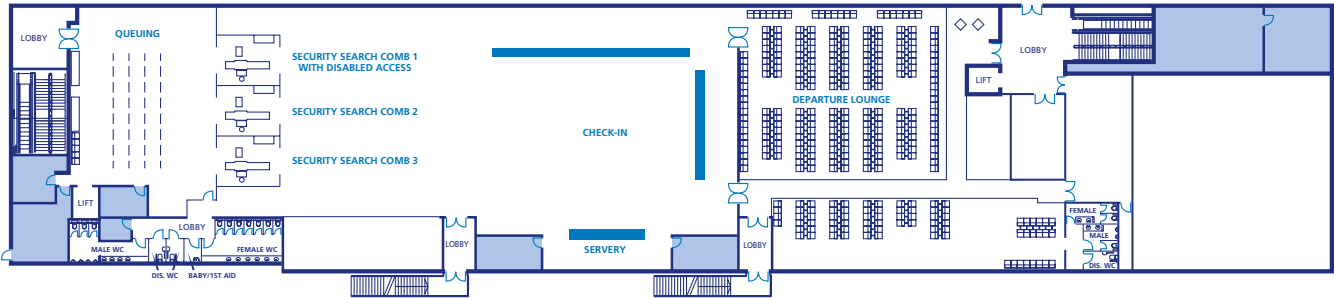 LOBBY
QUEUING
SECURITY SEARCH COMB 1
WITH DISABLED ACCESS
SECURITY SEARCH COMB 2
SECURITY SEARCH COMB 3
CHECK-IN
DEPARTURE LOUNGE
LOBBY
LIFT
LIFT
LOBBY
MALE WC
FEMALE WC
DIS. WC
BABY/1ST AID
LOBBY
SERVERY
LOBBY
FEMALE
MALE
DIS. WC